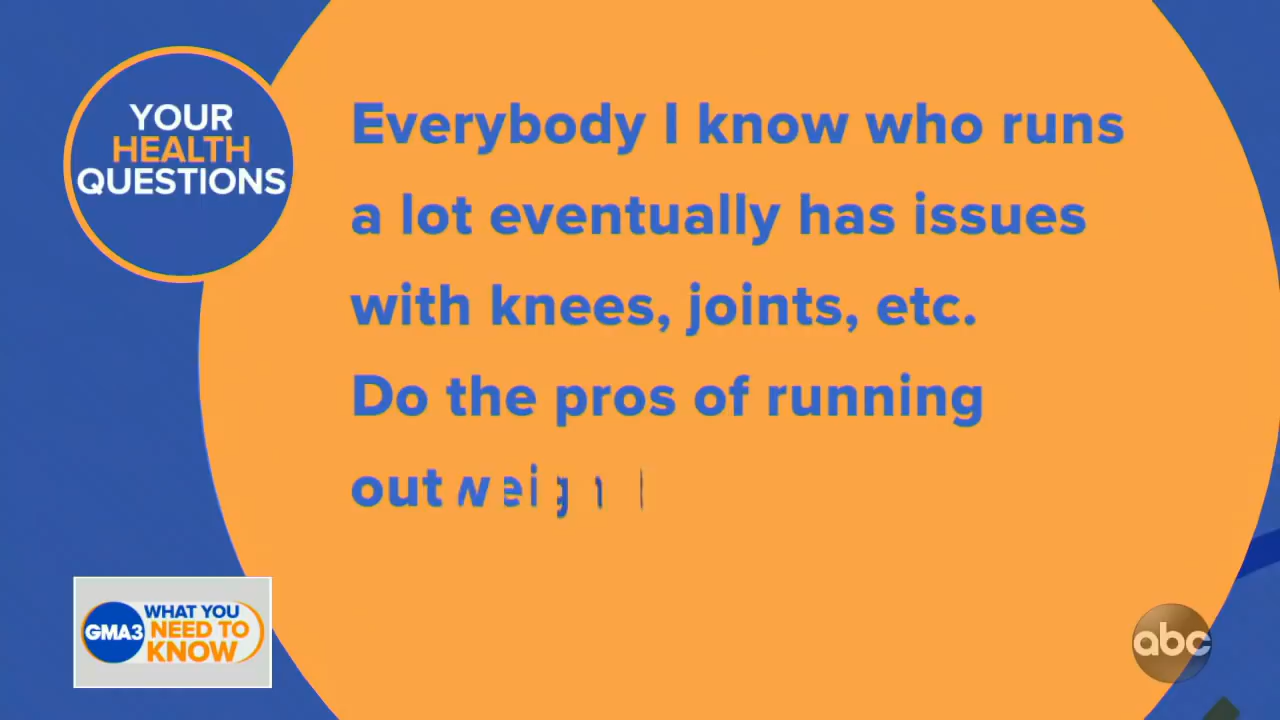 YOUR
HEALTH
QUESTIONS
Everybody I know who runs
a lot eventually has issues
with knees, joints, etc.
Do the pros of running
outweigh
GMA3
WHAT YOU
NEED TO
KNOW
abc